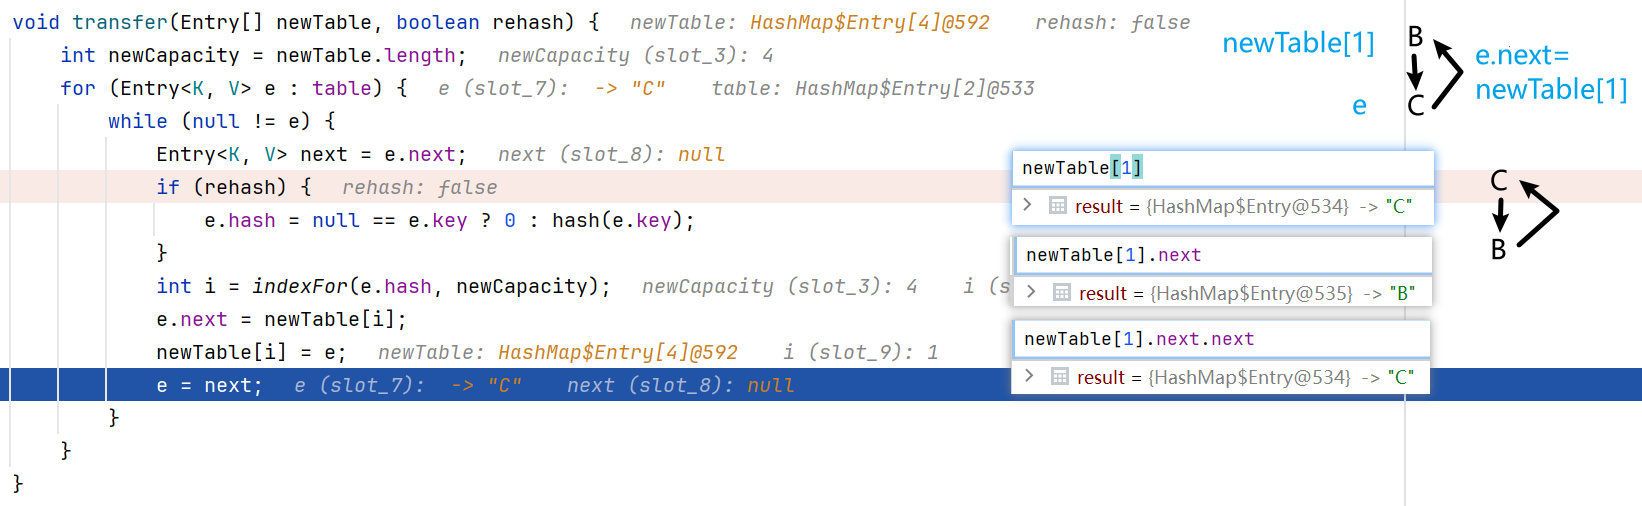 void transfer(Entry[] newTable, boolean rehash) { newTable: HashMap$Entry[4]@592 rehash: false
int newCapacity = newTable.length; newCapacity (slot_3): 4
for (Entry<K, V> e : table) { e (slot_7): -> "C" table: HashMap$Entry[2]@533
while (null != e) {
Entry<K, V> next = e.next; next (slot_8): null
if (rehash) { rehash: false
e.hash = null == e.key ? 0 : hash(e.key);
}
int i = indexFor(e.hash, newCapacity); newCapacity (slot_3): 4 i (s
e.next = newTable[i];
newTable[i] = e; newTable: HashMap$Entry[4]@592 i (slot_9): 1
e = next; e (slot_7): -> "C" next (slot_8): null
}
}
}
newTable[1]
result = {HashMap$Entry@534} -> "C"
newTable[1].next
result = {HashMap$Entry@535} -> "B"
newTable[1].next.next
result = {HashMap$Entry@534} -> "C"
newTable[1] B
e C
e.next=
newTable[1]
C
B